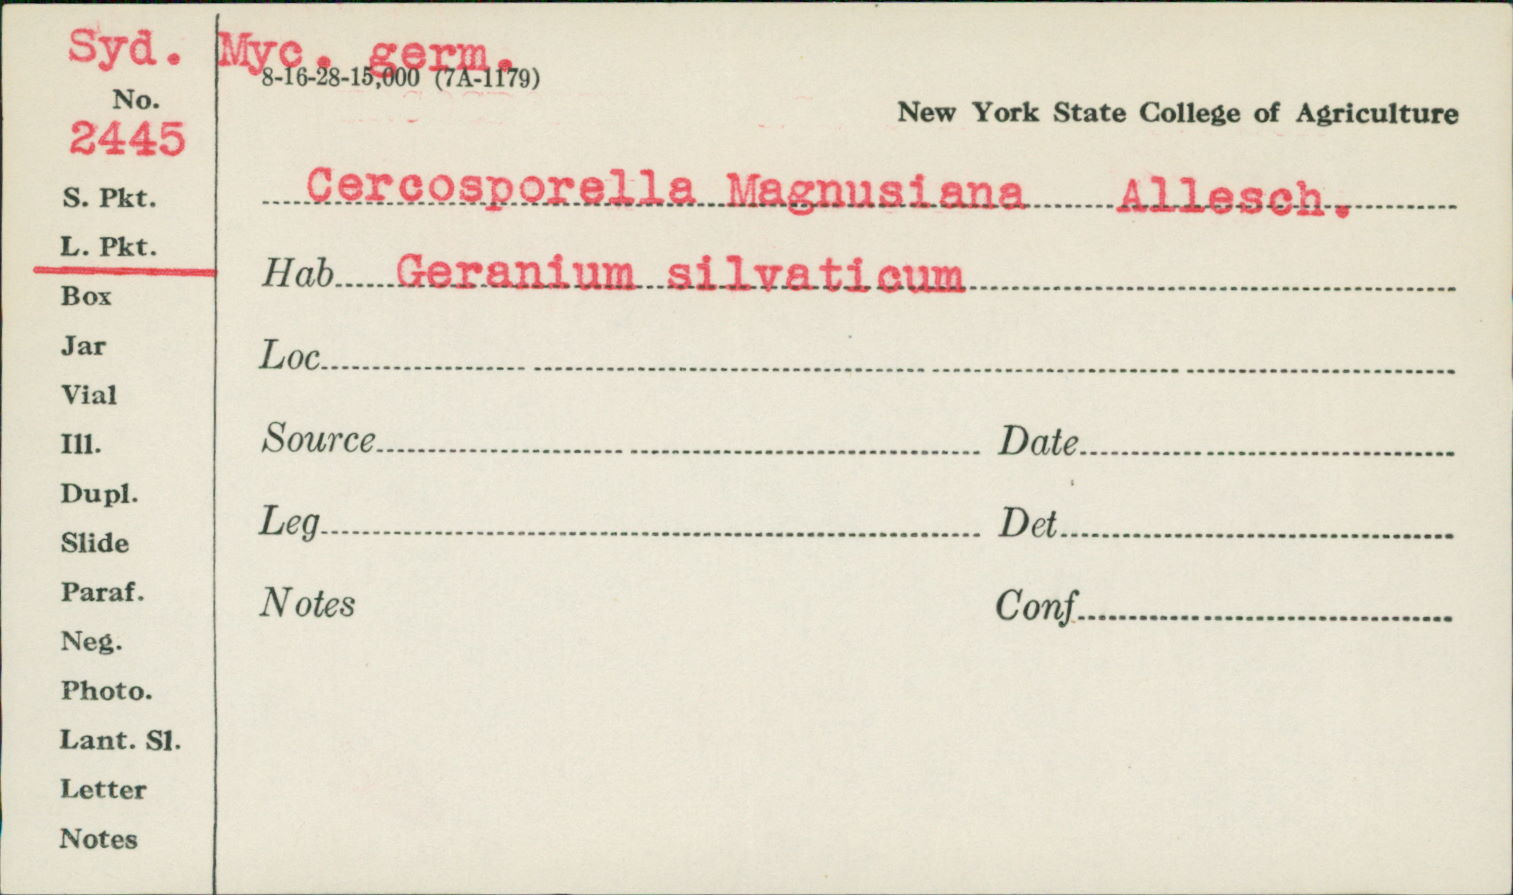 Syd. Myc. germ.
8-16-28-15,000 (7A-1179)
No.
2445
New York State College of Agriculture
S. Pkt.
Cercosporella Magnusiana Allesch.
L. Pkt.
Hab. Geranium silvaticum
Box
Jar
Loc.
Vial
Ill.
Source
Date
Dupl.
Leg.
Det.
Slide
Paraf.
Notes
Conf.
Neg.
Photo.
Lant. Sl.
Letter
Notes